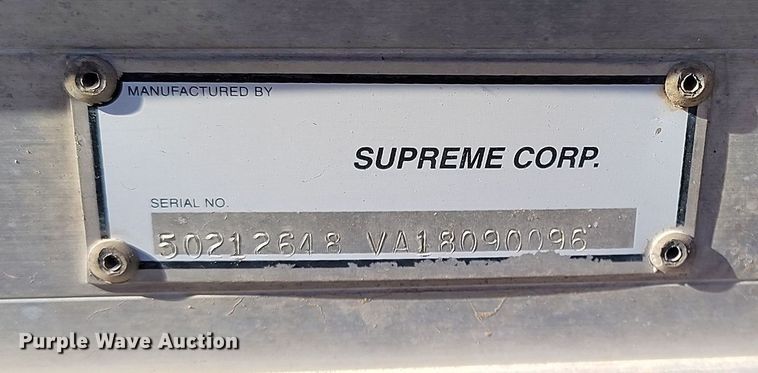 MANUFACTURED BY
SUPREME CORP.
SERIAL NO.
50212648 VA18090096
Purple Wave Auction